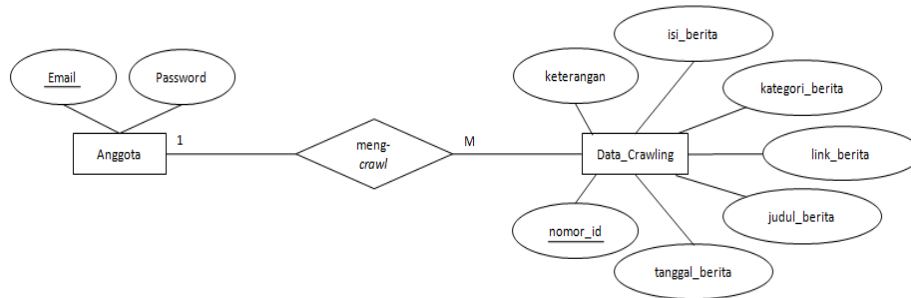 isi_berita
Email
Password
keterangan
kategori_berita
Anggota
1
meng-
crawl
M
Data_Crawling
link_berita
judul_berita
nomor_id
tanggal_berita